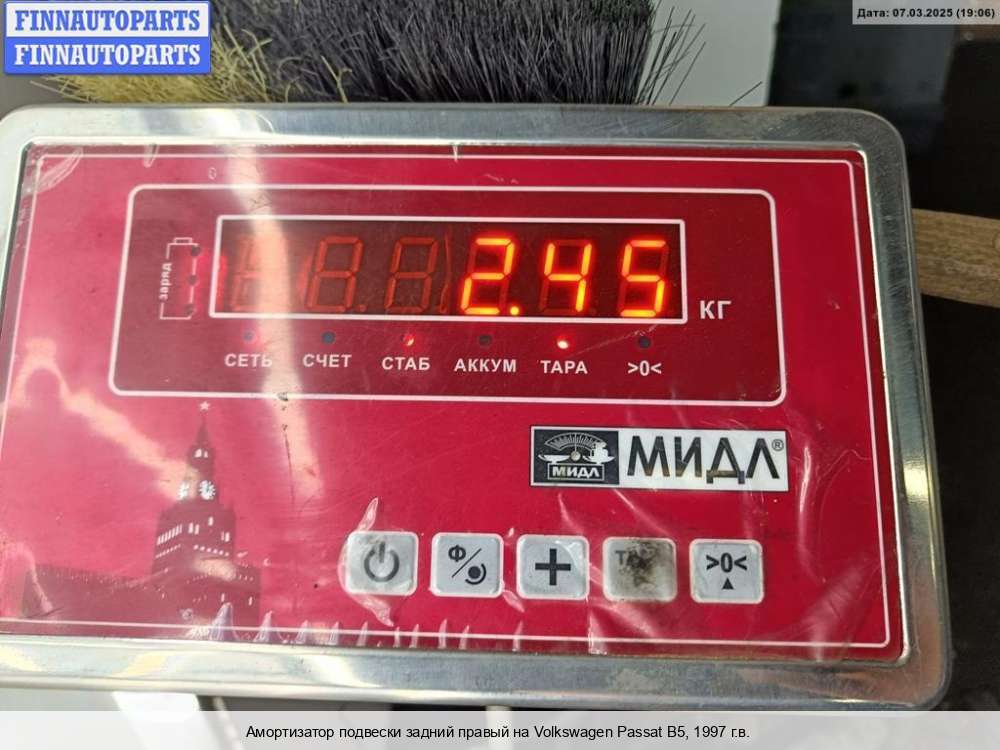 FINNAUTOPARTS
FINNAUTOPARTS
Дата: 07.03.2025 (19:06)
заряд
2.45
КГ
СЕТЬ СЧЕТ СТАБ АККУМ ТАРА >0<
МИДЛ МИДЛ®
Ф
>0<
Амортизатор подвески задний правый на Volkswagen Passat B5, 1997 г.в.